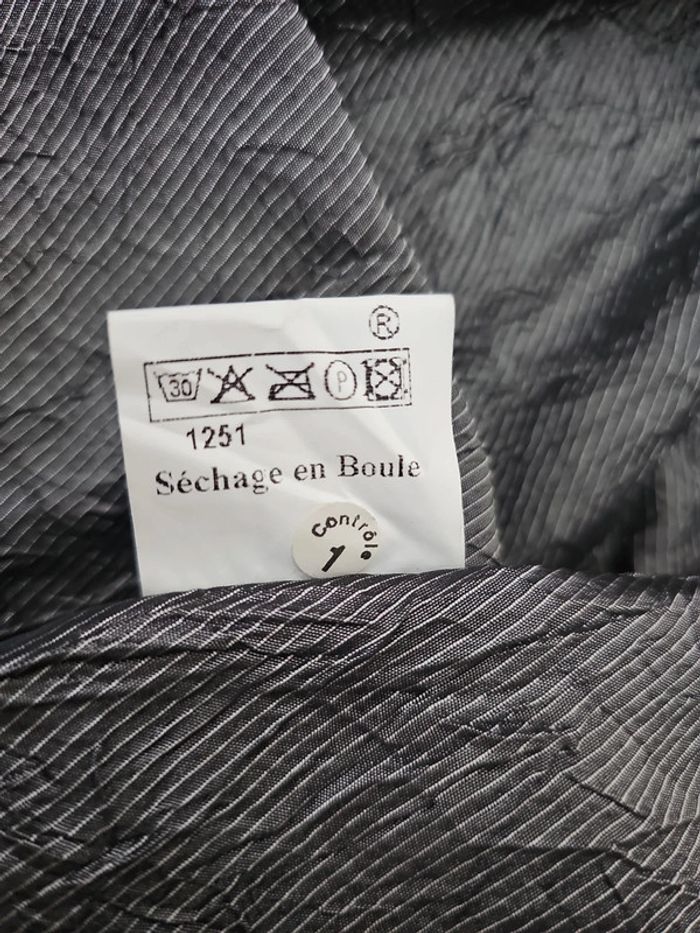 R
30 P
1251
Séchage en Boule
Contrôle
1